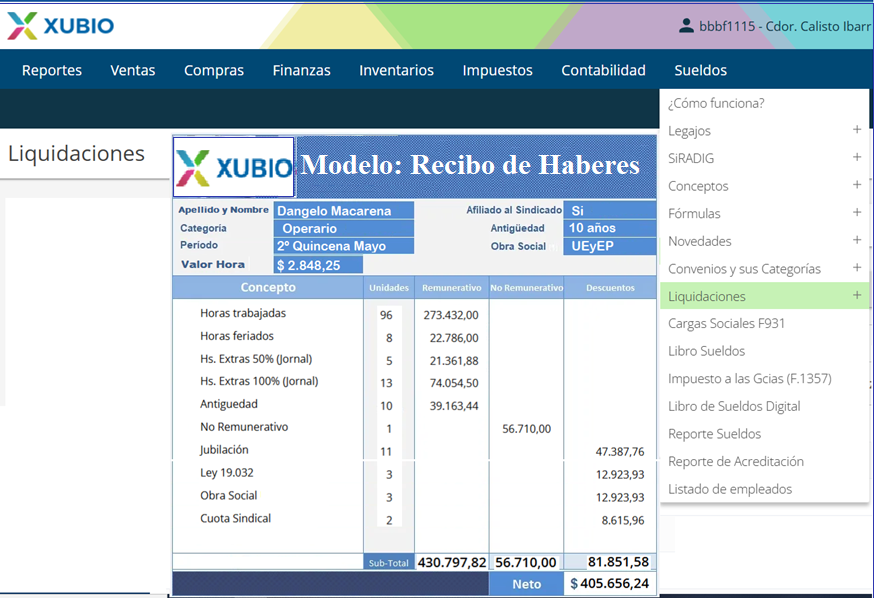 XUBIO
bbbf1115 - Cdor. Calisto Ibarr
Reportes Ventas Compras Finanzas Inventarios Impuestos Contabilidad Sueldos
¿Cómo funciona?
Legajos +
SiRADIG +
Conceptos +
Fórmulas +
Novedades +
Convenios y sus Categorías +
Liquidaciones +
Cargas Sociales F931
Libro Sueldos
Impuesto a las Gcias (F.1357)
Libro de Sueldos Digital
Reporte Sueldos
Reporte de Acreditación
Listado de empleados
Liquidaciones
XUBIO Modelo: Recibo de Haberes
Apellido y Nombre Dangelo Macarena Afiliado al Sindicado Si
Categoría Operario Antigüedad 10 años
Periodo 2º Quincena Mayo Obra Social UEyEP
Valor Hora $ 2.848,25
Concepto Unidades Remunerativo No Remunerativo Descuentos
Horas trabajadas 96 273.432,00
Horas feriados 8 22.786,00
Hs. Extras 50% (Jornal) 5 21.361,88
Hs. Extras 100% (Jornal) 13 74.054,50
Antiguedad 10 39.163,44
No Remunerativo 1 56.710,00
Jubilación 11 47.387,76
Ley 19.032 3 12.923,93
Obra Social 3 12.923,93
Cuota Sindical 2 8.615,96
Sub-Total 430.797,82 56.710,00 81.851,58
Neto $ 405.656,24